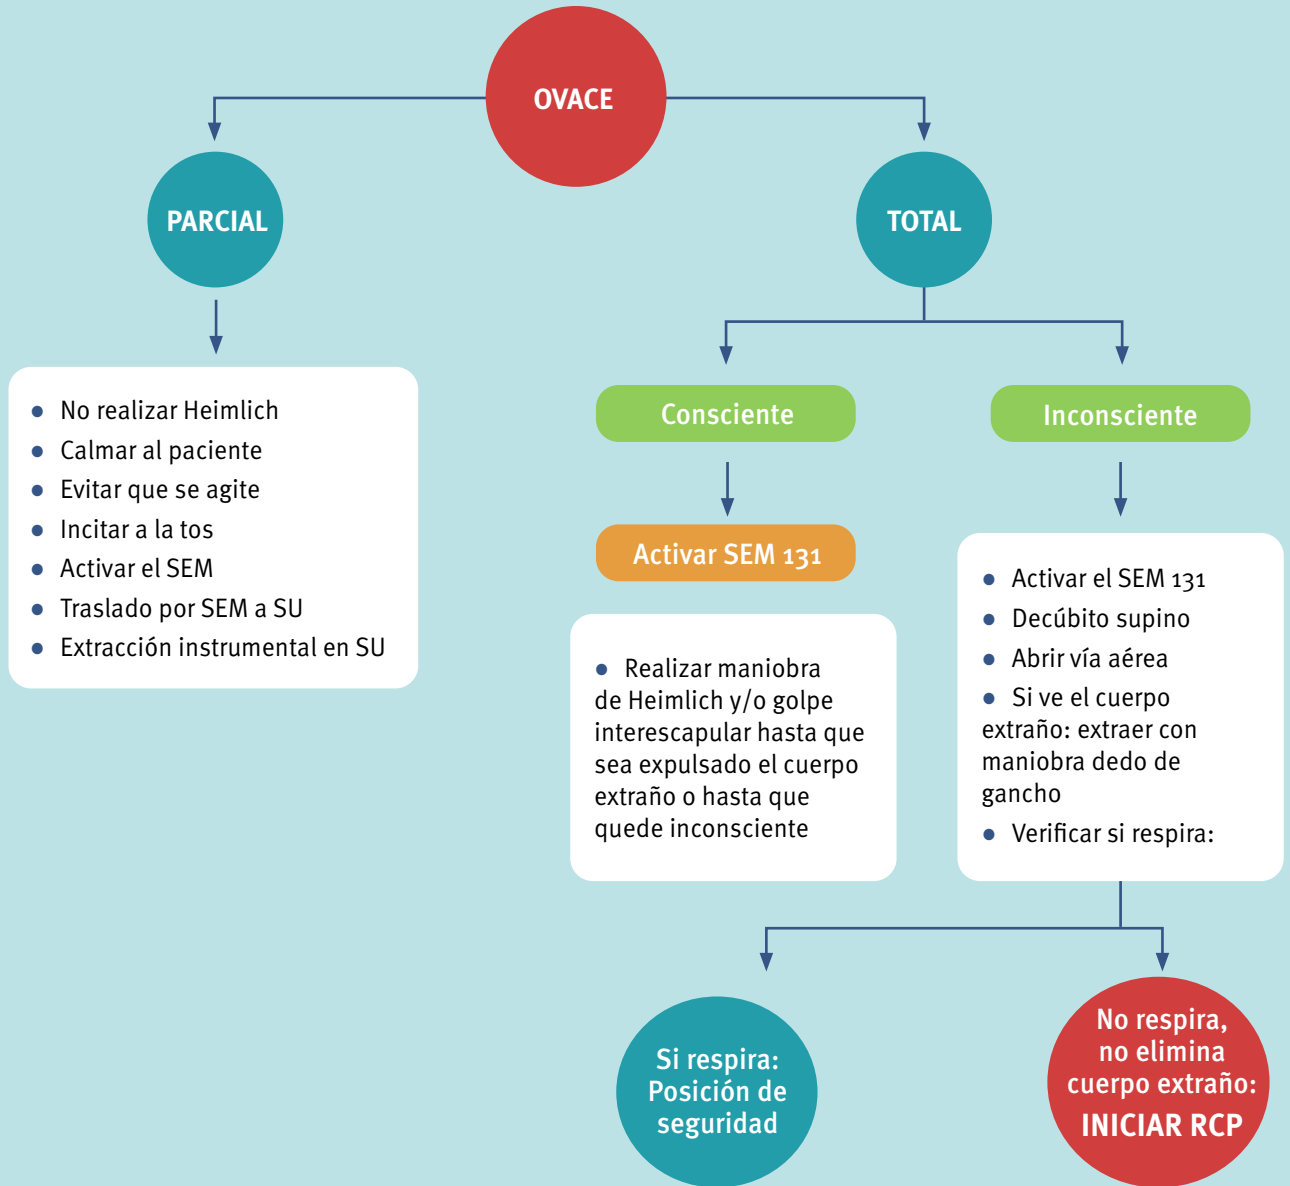 OVACE
PARCIAL
TOTAL
● No realizar Heimlich
● Calmar al paciente
● Evitar que se agite
● Incitar a la tos
● Activar el SEM
● Traslado por SEM a SU
● Extracción instrumental en SU
Consciente
Activar SEM 131
● Realizar maniobra
de Heimlich y/o golpe
interescapular hasta que
sea expulsado el cuerpo
extraño o hasta que
quede inconsciente
Inconsciente
● Activar el SEM 131
● Decúbito supino
● Abrir vía aérea
● Si ve el cuerpo
extraño: extraer con
maniobra dedo de
gancho
● Verificar si respira:
Si respira:
Posición de
seguridad
No respira,
no elimina
cuerpo extraño:
INICIAR RCP